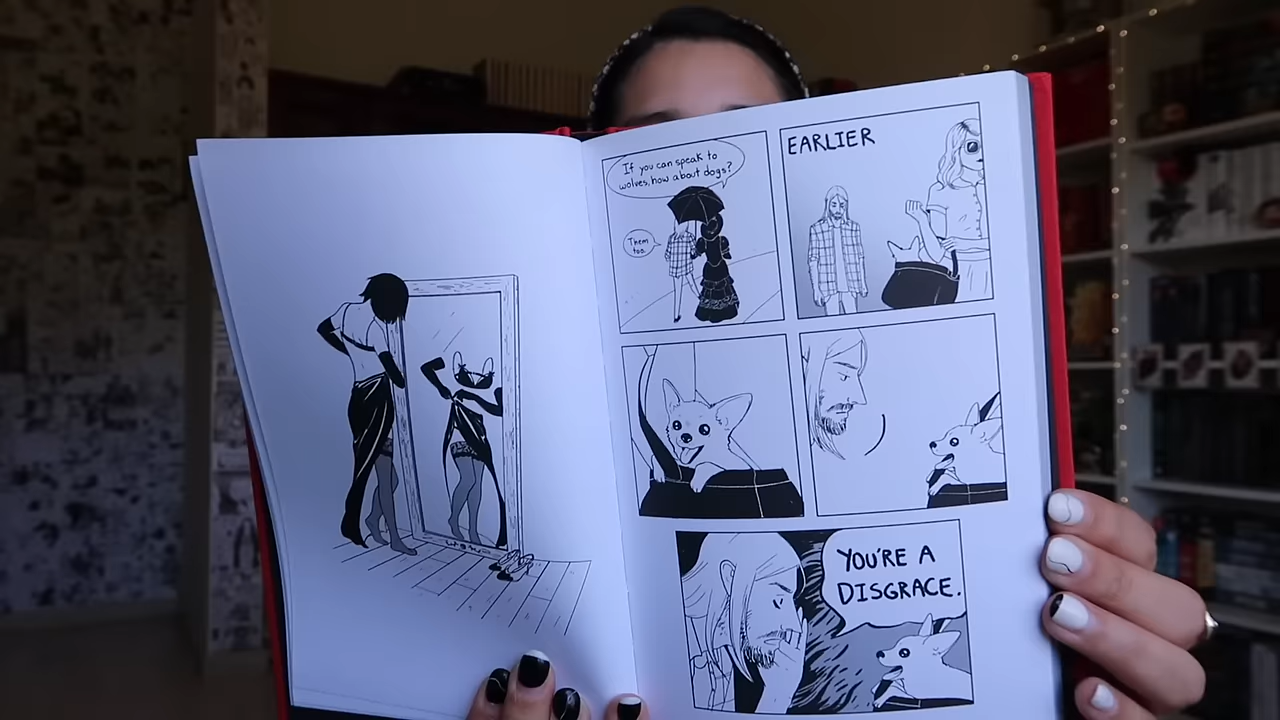 If you can speak to
wolves, how about dogs?
Them
too.
EARLIER
YOU'RE A
DISGRACE.